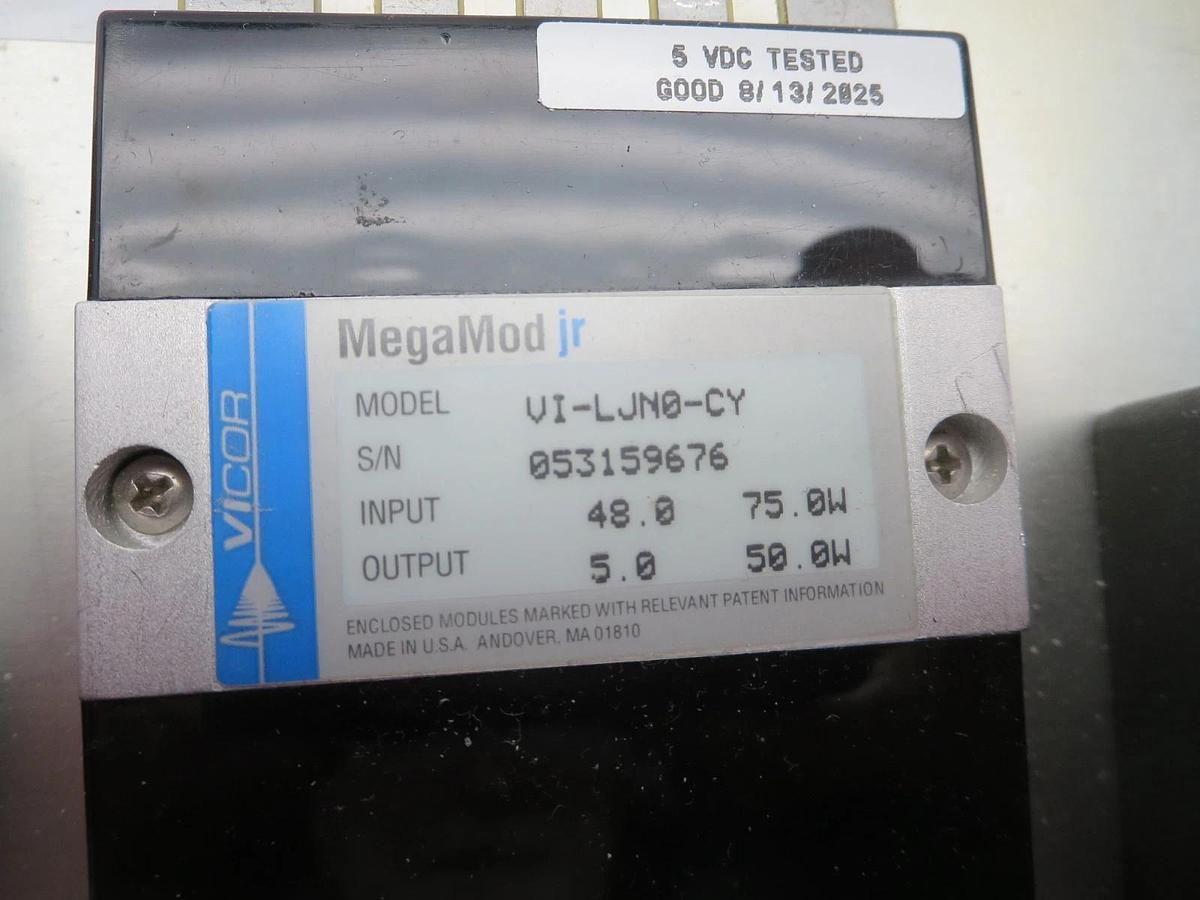 5 VDC TESTED
GOOD 8/13/2025
MegaMod jr
VICOR
MODEL VI-LJN0-CY
S/N 053159676
INPUT 48.0 75.0W
OUTPUT 5.0 50.0W
ENCLOSED MODULES MARKED WITH RELEVANT PATENT INFORMATION
MADE IN U.S.A. ANDOVER, MA 01810